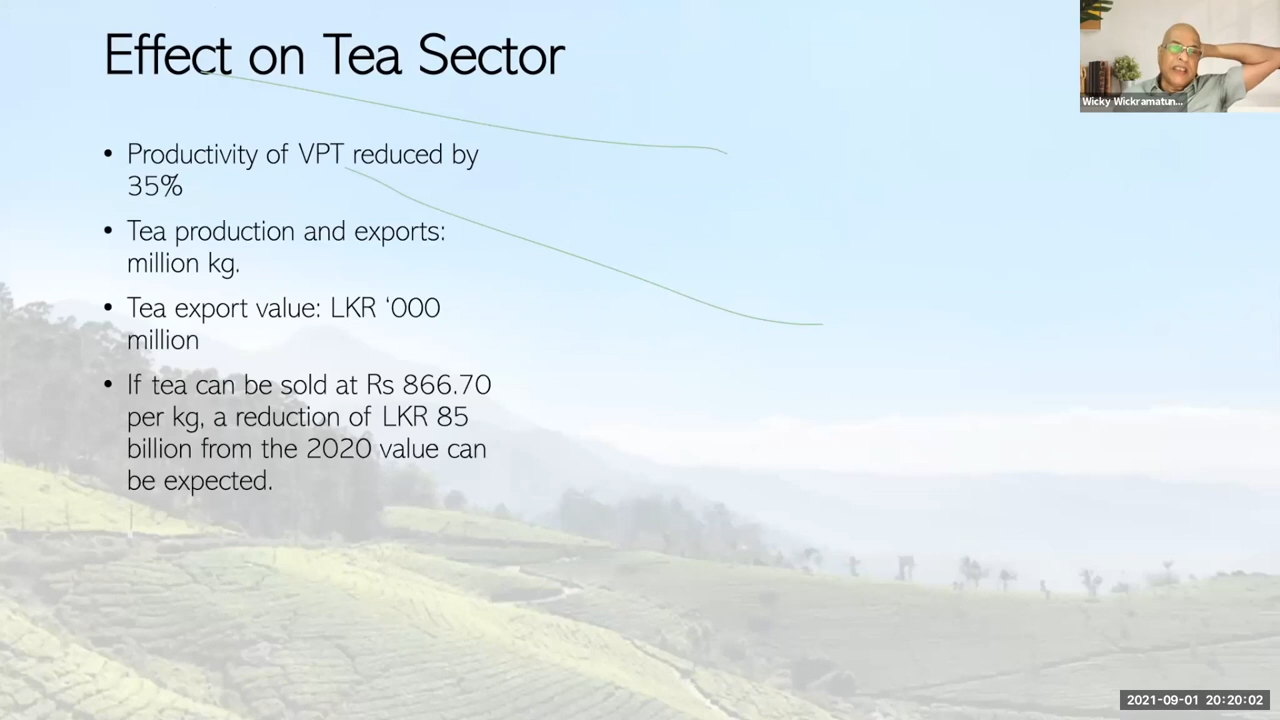 Effect on Tea Sector
Wicky Wickramatun...
• Productivity of VPT reduced by
35%
• Tea production and exports:
million kg.
• Tea export value: LKR ‘000
million
• If tea can be sold at Rs 866.70
per kg, a reduction of LKR 85
billion from the 2020 value can
be expected.
2021-09-01 20:20:02